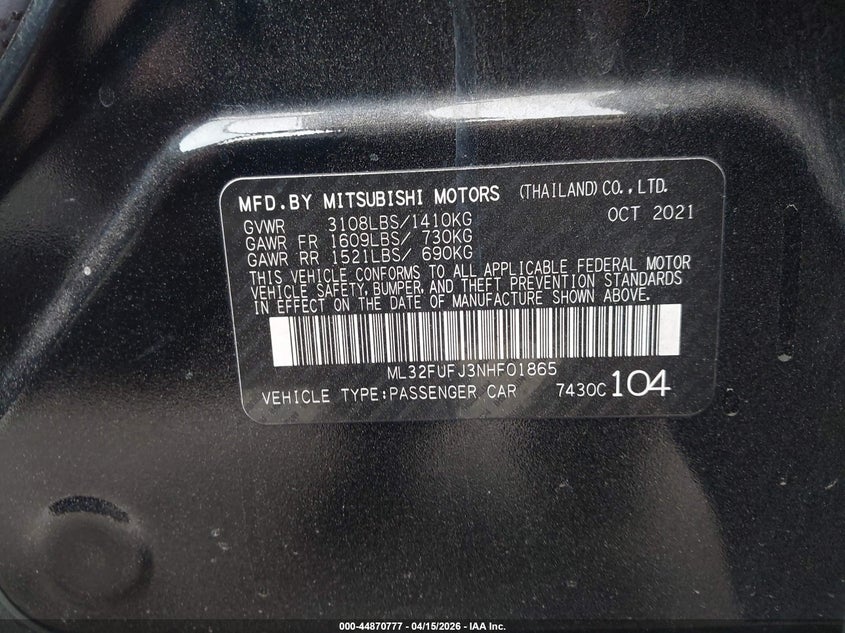 MFD.BY MITSUBISHI MOTORS (THAILAND)CO.,LTD.
GVWR 3108LBS/1410KG OCT 2021
GAWR FR 1609LBS/ 730KG
GAWR RR 1521LBS/ 690KG
THIS VEHICLE CONFORMS TO ALL APPLICABLE FEDERAL MOTOR
VEHICLE SAFETY, BUMPER, AND THEFT PREVENTION STANDARDS
IN EFFECT ON THE DATE OF MANUFACTURE SHOWN ABOVE.
ML32FUFJ3NHF01865
VEHICLE TYPE:PASSENGER CAR 7430C 104
000-44870777 - 04/15/2026 - IAA Inc.